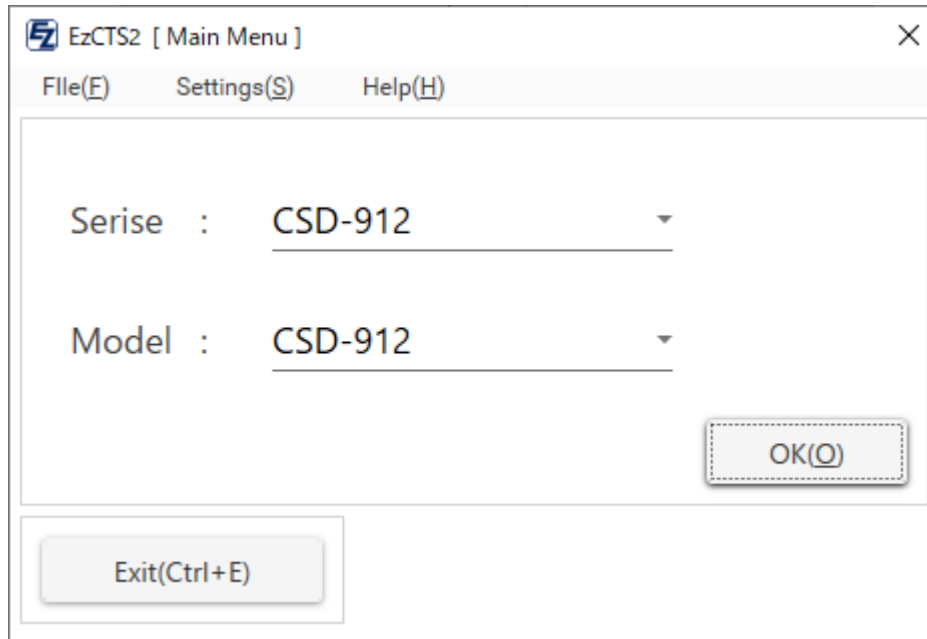 EzCTS2 [ Main Menu ]
FIle(F) Settings(S) Help(H)
Serise : CSD-912
Model : CSD-912
OK(O)
Exit(Ctrl+E)